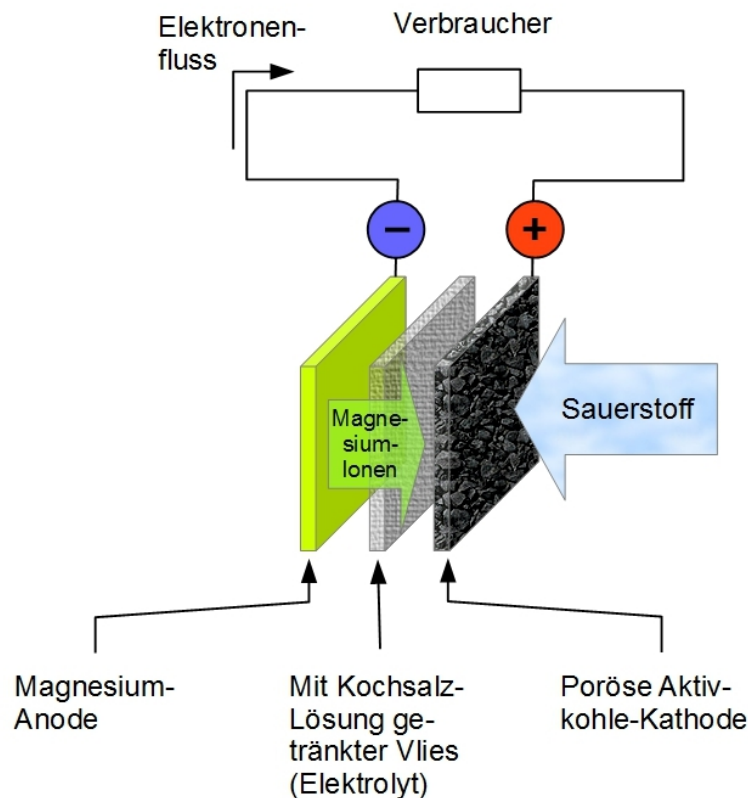 Elektronen-
fluss
Verbraucher
−
+
Magne-
sium-
Ionen
Sauerstoff
Magnesium-
Anode
Mit Kochsalz-
Lösung ge-
tränkter Vlies
(Elektrolyt)
Poröse Aktiv-
kohle-Kathode